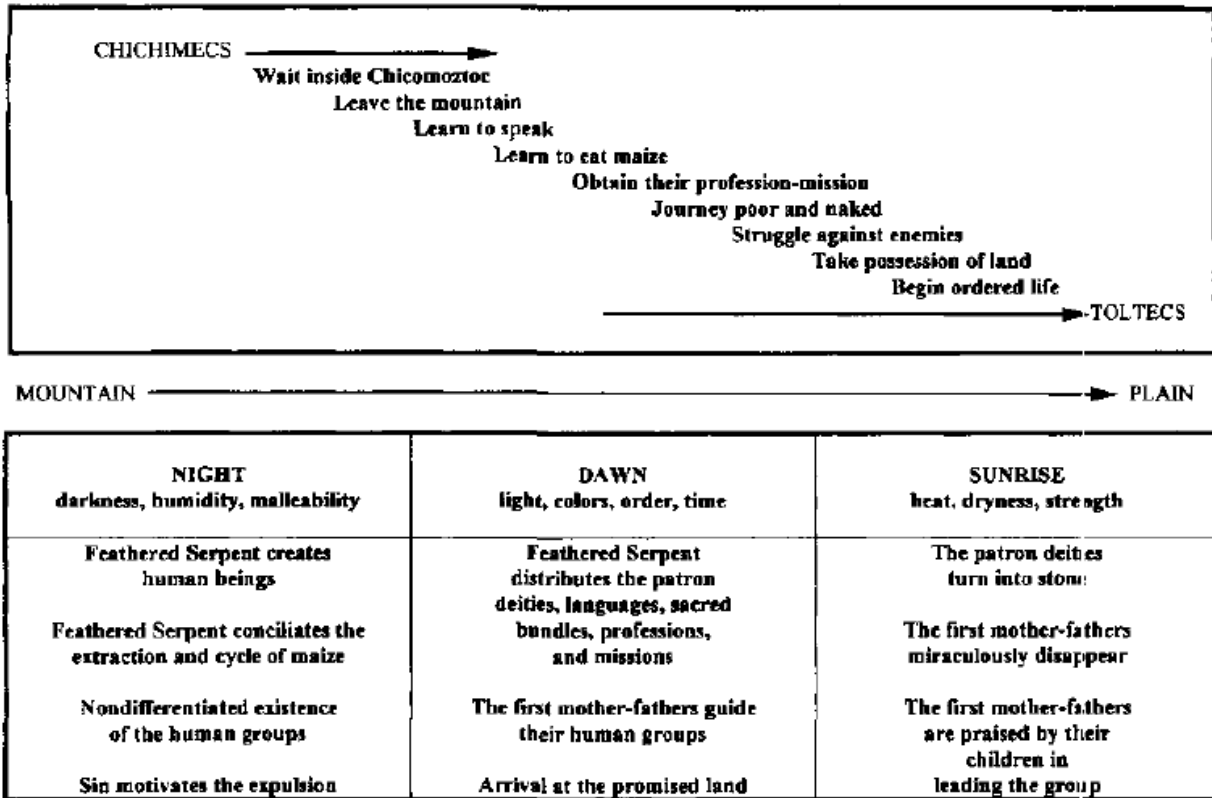 CHICHIMECS
Wait inside Chicomoztoc
Leave the mountain
Learn to speak
Learn to eat maize
Obtain their profession-mission
Journey poor and naked
Struggle against enemies
Take possession of land
Begin ordered life
TOLTECS
MOUNTAIN PLAIN
NIGHT
darkness, humidity, malleability
Feathered Serpent creates
human beings
Feathered Serpent conciliates the
extraction and cycle of maize
Nondifferentiated existence
of the human groups
Sin motivates the expulsion
DAWN
light, colors, order, time
Feathered Serpent
distributes the patron
deities, languages, sacred
bundles, professions,
and missions
The first mother-fathers guide
their human groups
Arrival at the promised land
SUNRISE
heat, dryness, strength
The patron deities
turn into stone
The first mother-fathers
miraculously disappear
The first mother-fathers
are praised by their
children in
leading the group